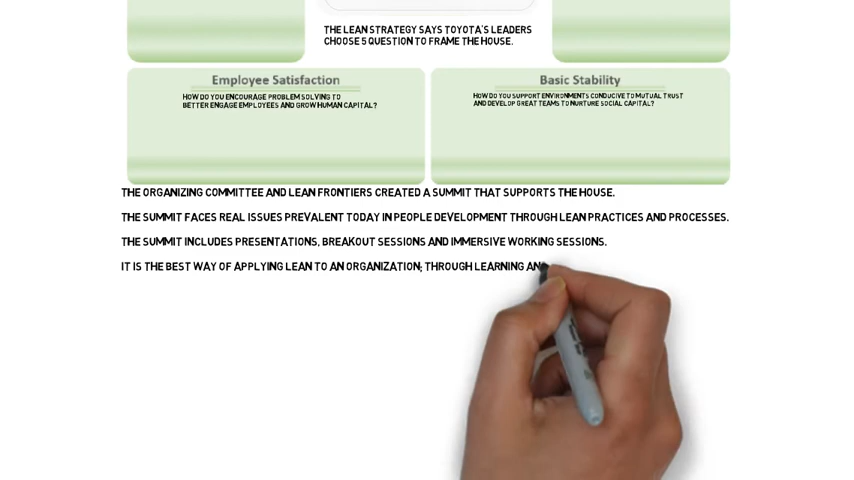 THE LEAN STRATEGY SAYS TOYOTA'S LEADERS
CHOOSE 5 QUESTION TO FRAME THE HOUSE.
Employee Satisfaction
HOW DO YOU ENCOURAGE PROBLEM SOLVING TO
BETTER ENGAGE EMPLOYEES AND GROW HUMAN CAPITAL?
Basic Stability
HOW DO YOU SUPPORT ENVIRONMENTS CONDUCIVE TO MUTUAL TRUST
AND DEVELOP GREAT TEAMS TO NURTURE SOCIAL CAPITAL?
THE ORGANIZING COMMITTEE AND LEAN FRONTIERS CREATED A SUMMIT THAT SUPPORTS THE HOUSE.
THE SUMMIT FACES REAL ISSUES PREVALENT TODAY IN PEOPLE DEVELOPMENT THROUGH LEAN PRACTICES AND PROCESSES.
THE SUMMIT INCLUDES PRESENTATIONS, BREAKOUT SESSIONS AND IMMERSIVE WORKING SESSIONS.
IT IS THE BEST WAY OF APPLYING LEAN TO AN ORGANIZATION; THROUGH LEARNING AN